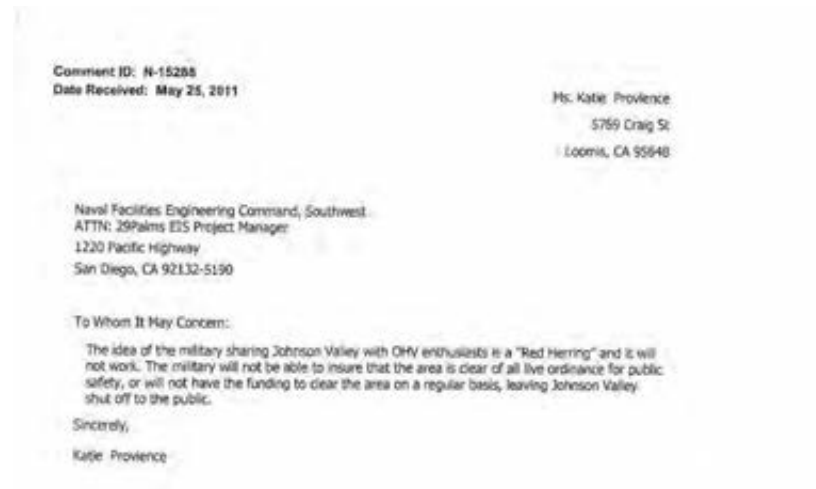 Comment ID: N-15288
Date Received: May 25, 2011
Ms. Katie Provience
5769 Craig St
Loomis, CA 95648
Naval Facilities Engineering Command, Southwest
ATTN: 29Palms EIS Project Manager
1220 Pacific Highway
San Diego, CA 92132-5190
To Whom It May Concern:
The idea of the military sharing Johnson Valley with OHV enthusiasts is a "Red Herring" and it will
not work. The military will not be able to insure that the area is clear of all live ordinance for public
safety, or will not have the funding to clear the area on a regular basis, leaving Johnson Valley
shut off to the public.
Sincerely,
Katie Provience